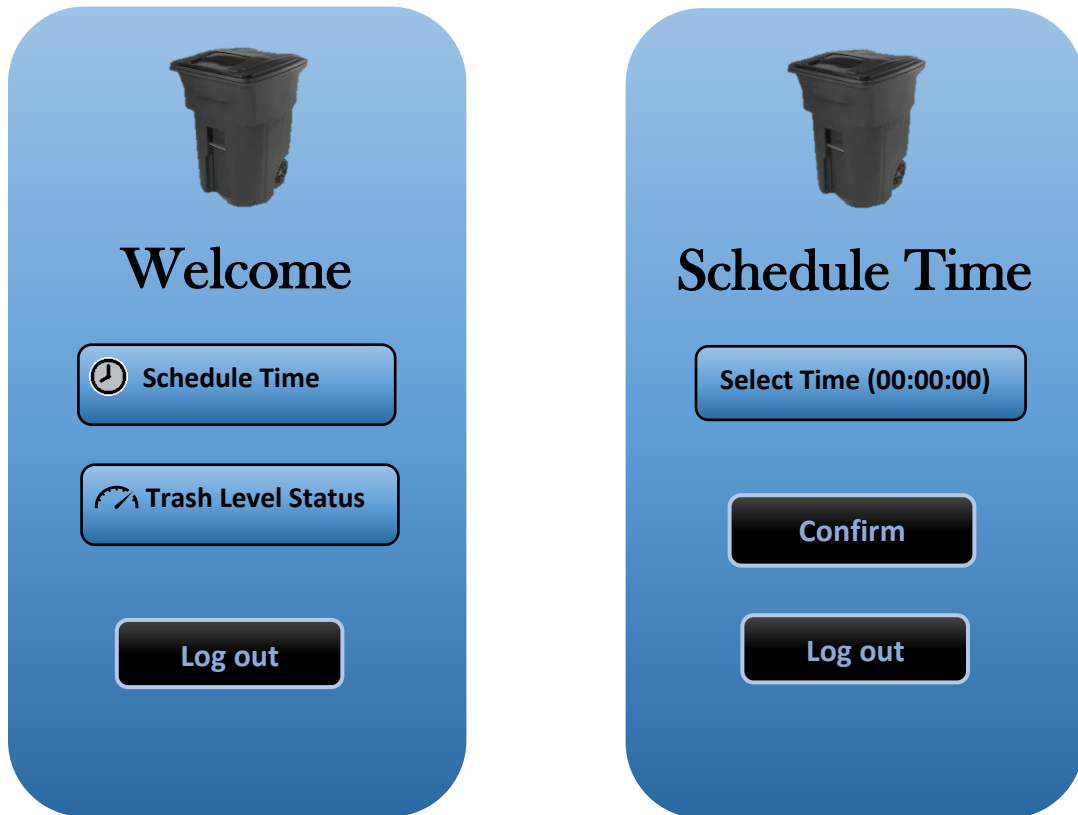 Welcome
Schedule Time
Trash Level Status
Log out
Schedule Time
Select Time (00:00:00)
Confirm
Log out